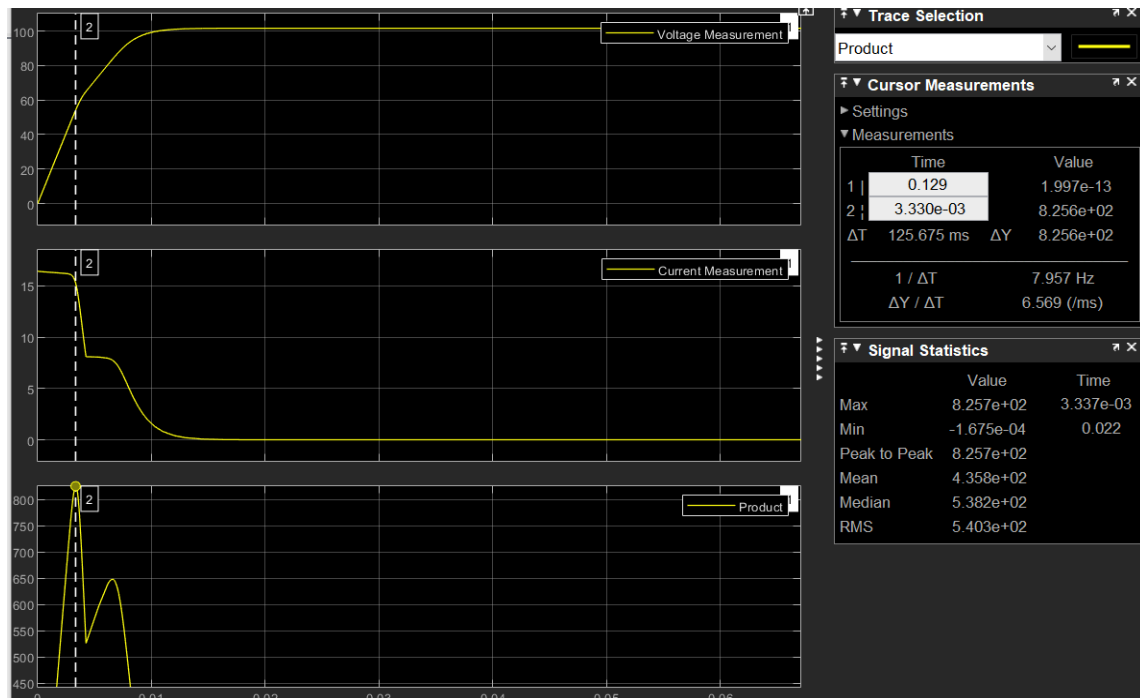 2
Voltage Measurement
100
80
60
40
20
0
2
Current Measurement
15
10
5
0
2
Product
800
750
700
650
600
550
500
450
0 0.01 0.02 0.03 0.04 0.05 0.06
Trace Selection
Product
Cursor Measurements
Settings
Measurements
Time Value
1 | 0.129 1.997e-13
2 ¦ 3.330e-03 8.256e+02
ΔT 125.675 ms ΔY 8.256e+02
1 / ΔT 7.957 Hz
ΔY / ΔT 6.569 (/ms)
Signal Statistics
Value Time
Max 8.257e+02 3.337e-03
Min -1.675e-04 0.022
Peak to Peak 8.257e+02
Mean 4.358e+02
Median 5.382e+02
RMS 5.403e+02